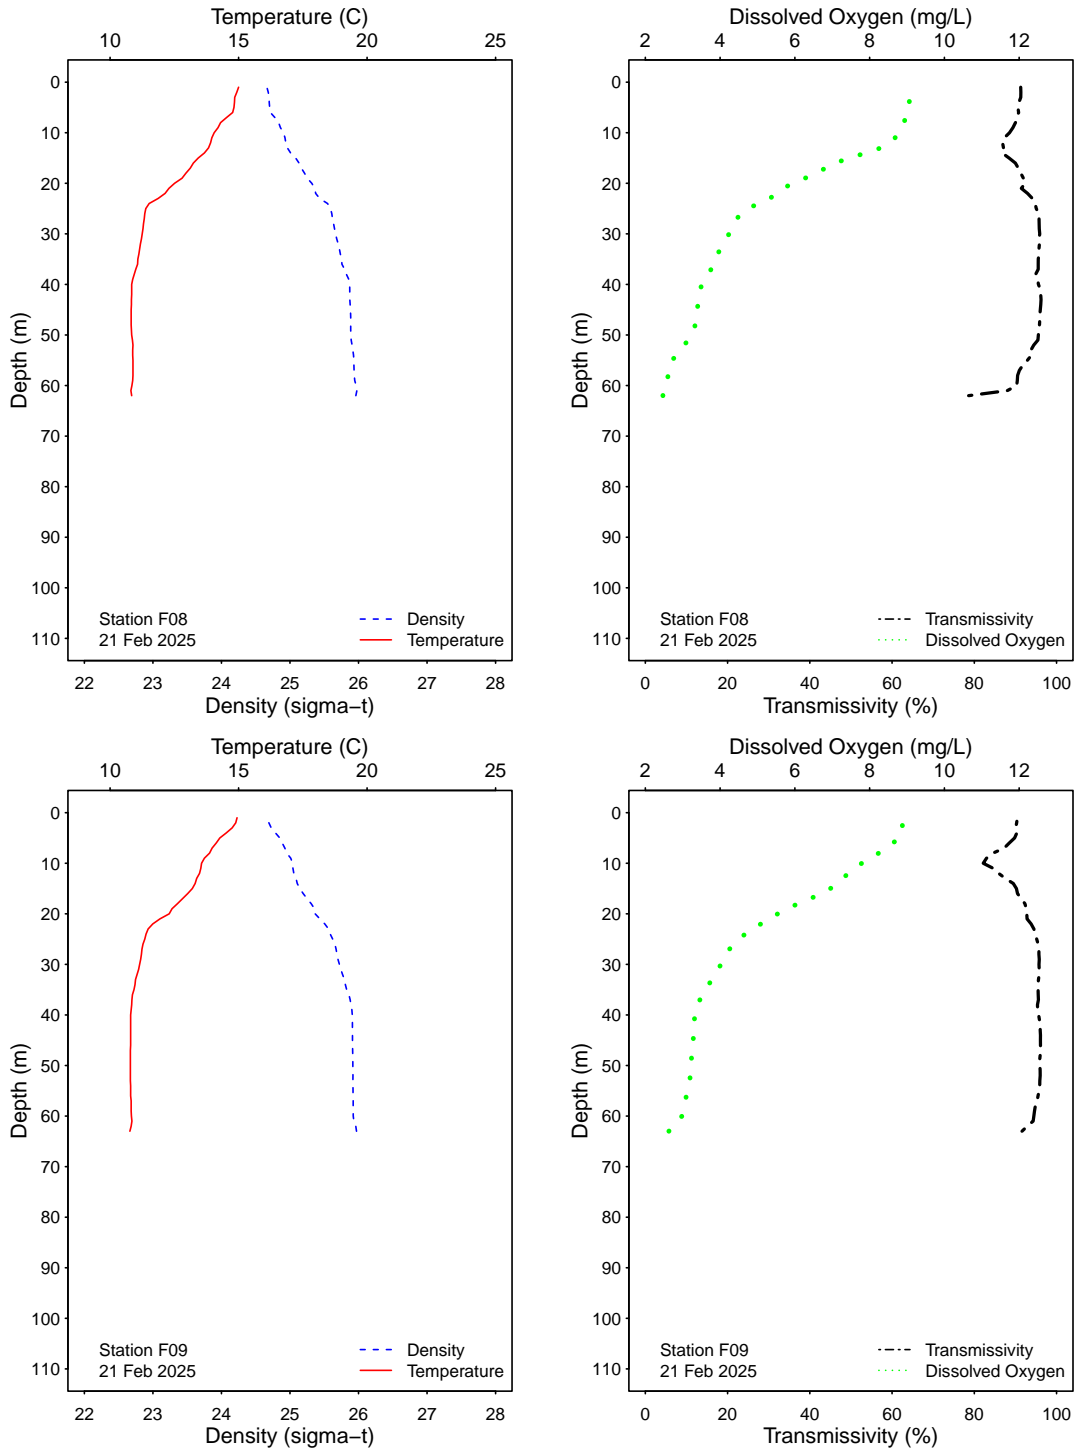 Temperature (C)
10 15 20 25
0
10
20
30
40
50
60
70
80
90
100
110
Depth (m)
Station F08
21 Feb 2025
Density
Temperature
22 23 24 25 26 27 28
Density (sigma−t)
Dissolved Oxygen (mg/L)
2 4 6 8 10 12
0
10
20
30
40
50
60
70
80
90
100
110
Depth (m)
Station F08
21 Feb 2025
Transmissivity
Dissolved Oxygen
0 20 40 60 80 100
Transmissivity (%)
Temperature (C)
10 15 20 25
0
10
20
30
40
50
60
70
80
90
100
110
Depth (m)
Station F09
21 Feb 2025
Density
Temperature
22 23 24 25 26 27 28
Density (sigma−t)
Dissolved Oxygen (mg/L)
2 4 6 8 10 12
0
10
20
30
40
50
60
70
80
90
100
110
Depth (m)
Station F09
21 Feb 2025
Transmissivity
Dissolved Oxygen
0 20 40 60 80 100
Transmissivity (%)